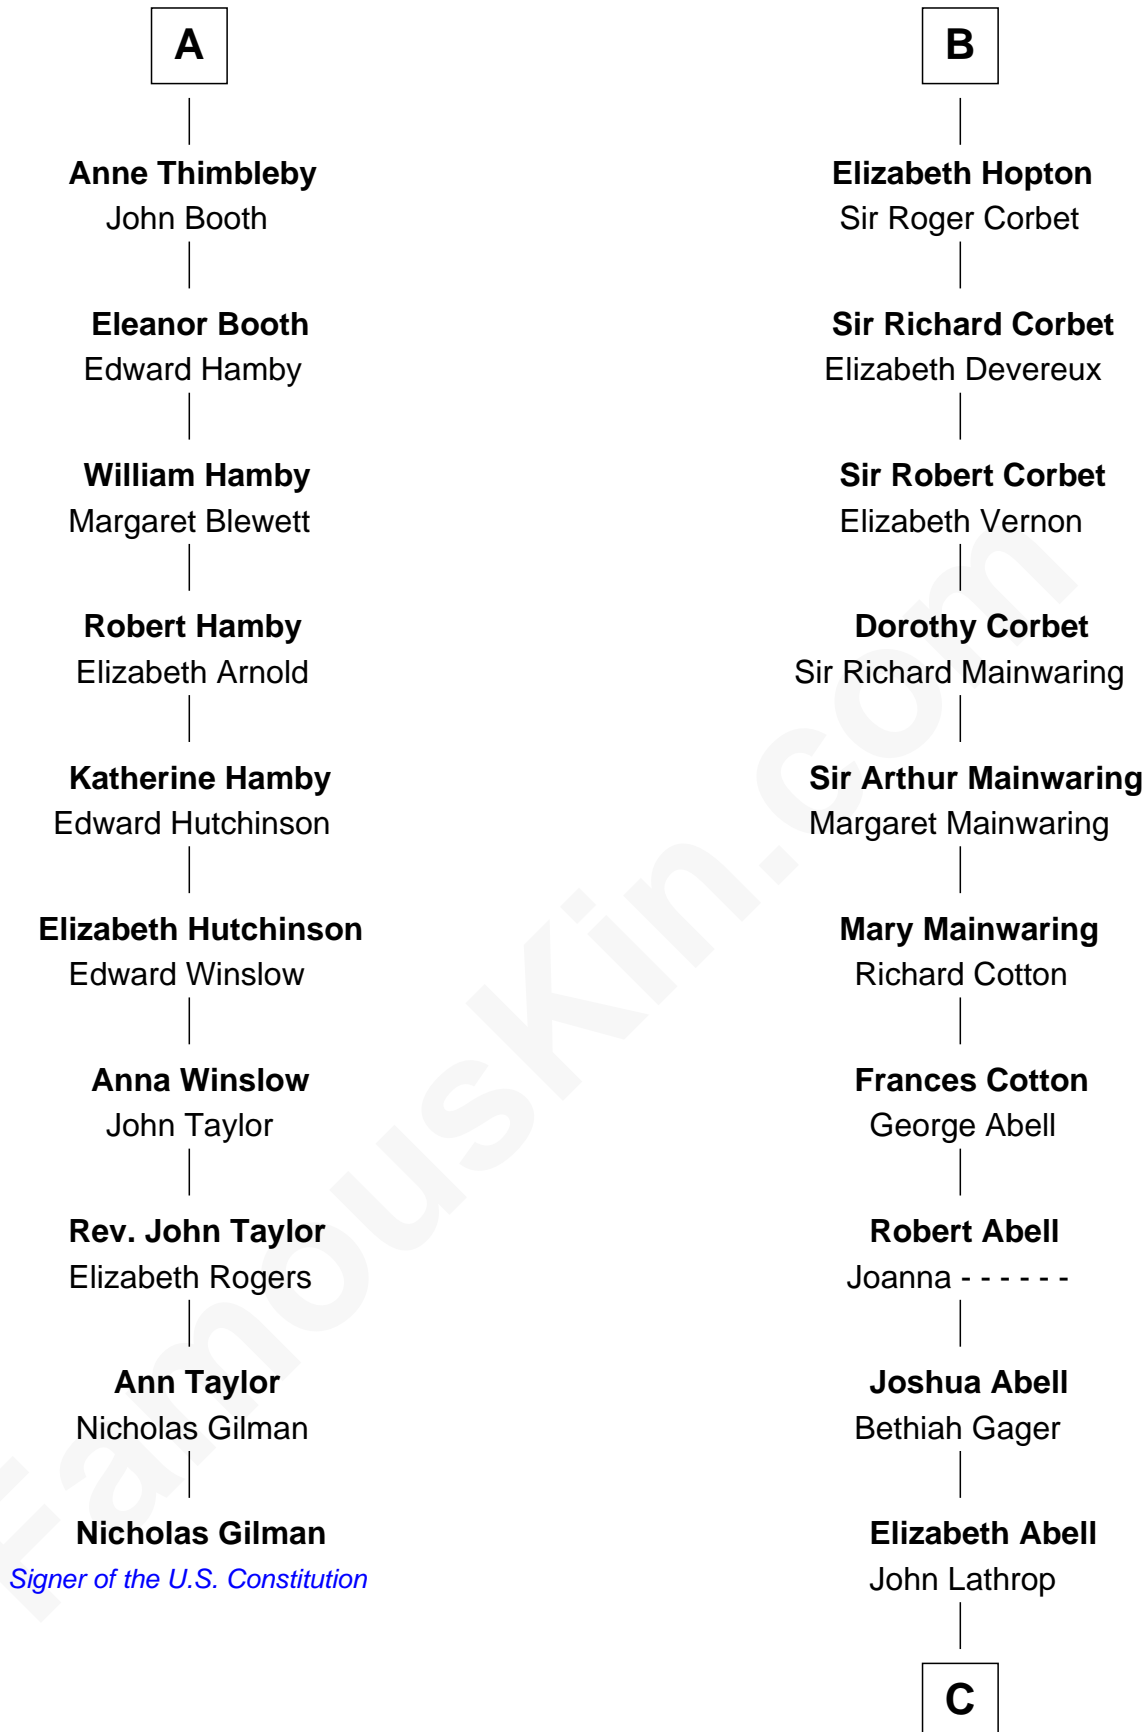 A
Anne Thimbleby
John Booth
Eleanor Booth
Edward Hamby
William Hamby
Margaret Blewett
Robert Hamby
Elizabeth Arnold
Katherine Hamby
Edward Hutchinson
Elizabeth Hutchinson
Edward Winslow
Anna Winslow
John Taylor
Rev. John Taylor
Elizabeth Rogers
Ann Taylor
Nicholas Gilman
Nicholas Gilman
Signer of the U.S. Constitution
B
Elizabeth Hopton
Sir Roger Corbet
Sir Richard Corbet
Elizabeth Devereux
Sir Robert Corbet
Elizabeth Vernon
Dorothy Corbet
Sir Richard Mainwaring
Sir Arthur Mainwaring
Margaret Mainwaring
Mary Mainwaring
Richard Cotton
Frances Cotton
George Abell
Robert Abell
Joanna - - - - - -
Joshua Abell
Bethiah Gager
Elizabeth Abell
John Lathrop
C
FamousKin.com